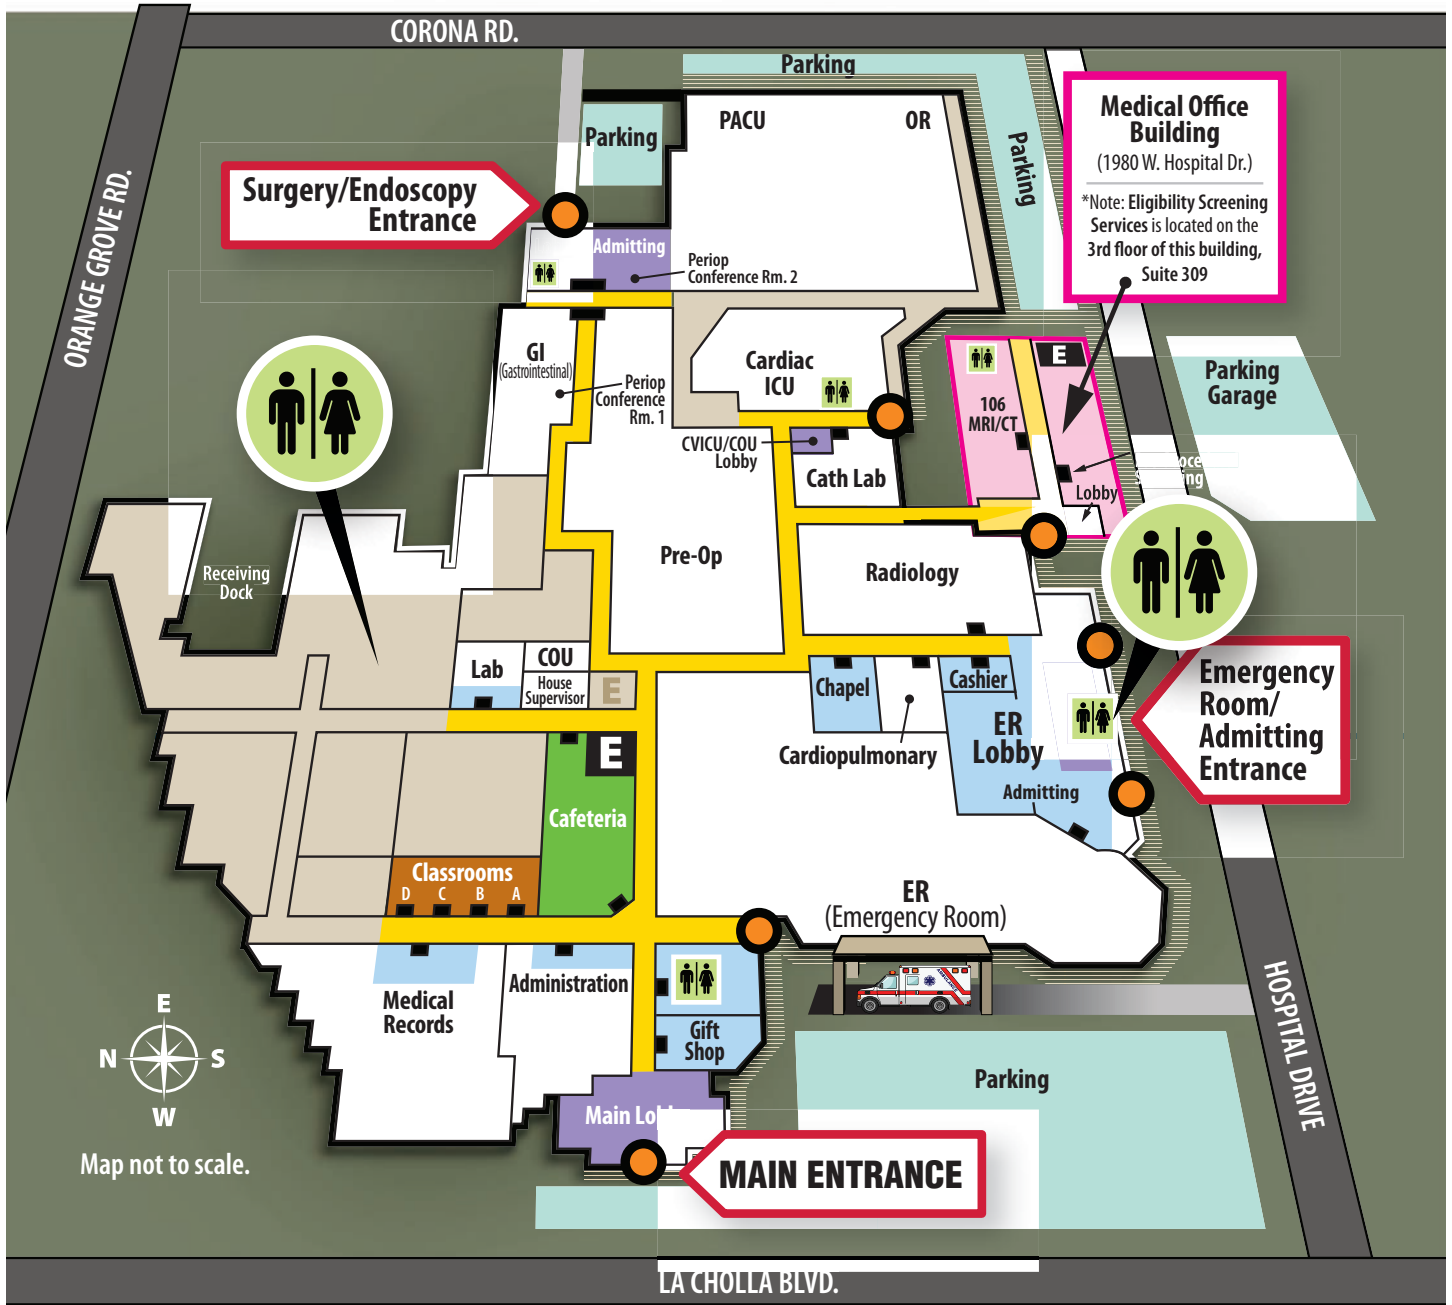 CORONA RD.
Parking
PACU
OR
Parking
Parking
Medical Office
Building
(1980 W. Hospital Dr.)
*Note: Eligibility Screening
Services is located on the
3rd floor of this building,
Suite 309
ORANGE GROVE RD.
Surgery/Endoscopy
Entrance
Admitting
Periop
Conference Rm. 2
GI
(Gastrointestinal)
Periop
Conference
Rm. 1
Cardiac
ICU
E
106
MRI/CT
Parking
Garage
CVICU/COU
Lobby
Cath Lab
Lobby
Pre-Op
Radiology
Receiving
Dock
Lab
COU
House
Supervisor
E
Chapel
Cashier
Cardiopulmonary
ER
Lobby
Admitting
Emergency
Room/
Admitting
Entrance
E
Cafeteria
Classrooms
D C B A
ER
(Emergency Room)
Medical
Records
Administration
Gift
Shop
AMBULANCE
E
N S
W
Map not to scale.
Parking
HOSPITAL DRIVE
Main Lo
MAIN ENTRANCE
LA CHOLLA BLVD.